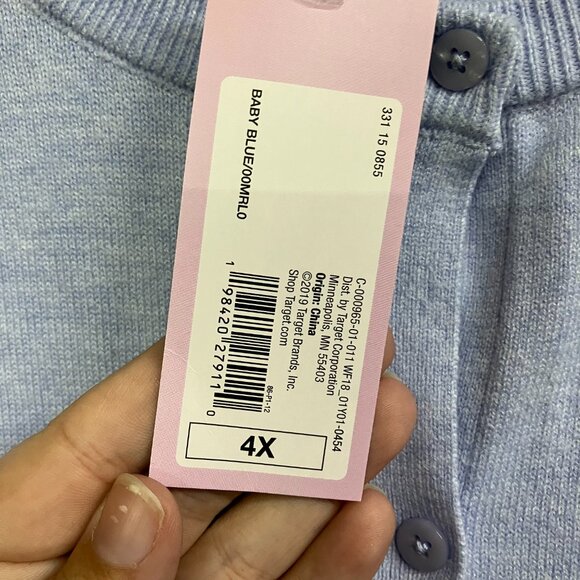 331 15 0855
BABY BLUE/00MRL0
C-000965-01-011 WF18_01Y01-0454
Dist. by Target Corporation
Minneapolis, MN 55403
Origin: China
©2019 Target Brands, Inc.
Shop Target.com
86-P1-12
1 98420 27911 0
4X